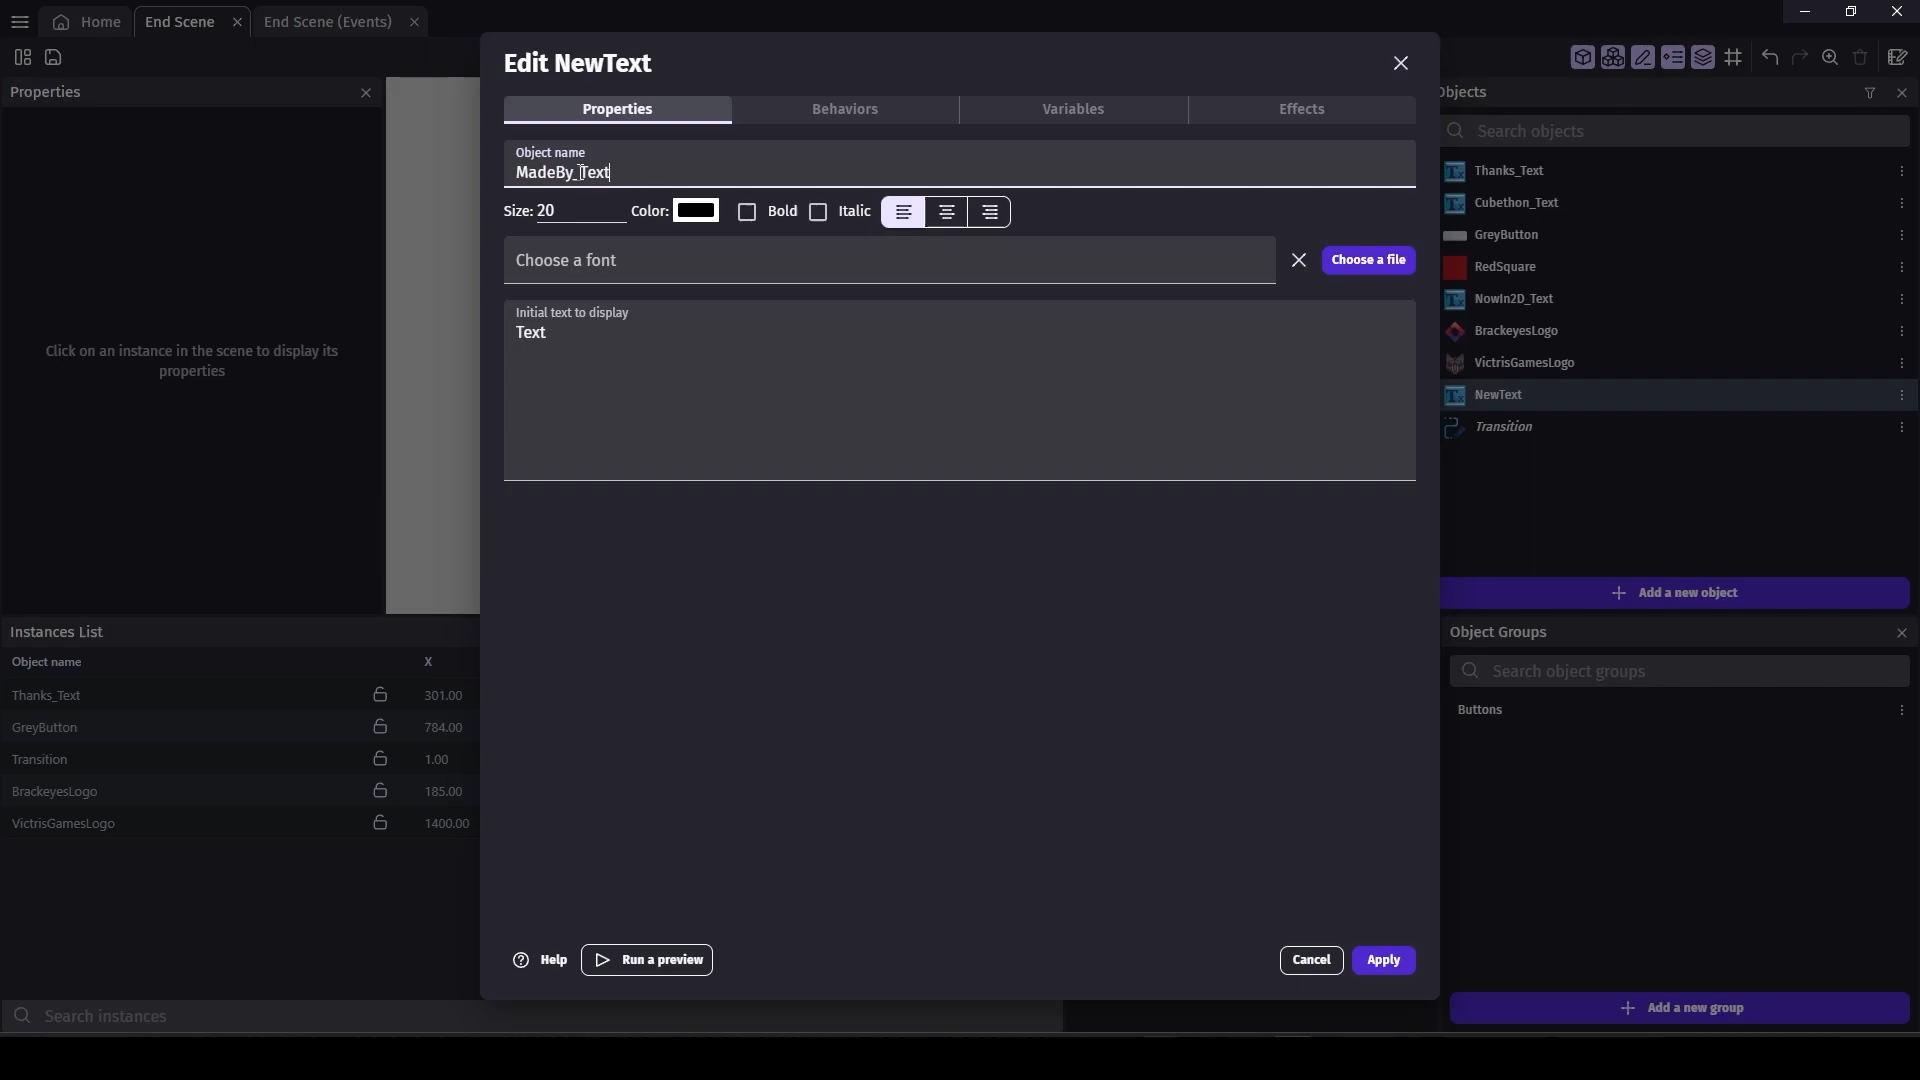 Home
End Scene
End Scene (Events)
Properties
Click on an instance in the scene to display its
properties
Instances List
Object name X
Thanks_Text 301.00
GreyButton 784.00
Transition 1.00
BrackeyesLogo 185.00
VictrisGamesLogo 1400.00
Search instances
Edit NewText
Properties
Behaviors
Variables
Effects
Object name
MadeBy_Text
Size: 20 Color: Bold Italic
Choose a font
Choose a file
Initial text to display
Text
Help
Run a preview
Cancel
Apply
Objects
Search objects
Thanks_Text
Cubethon_Text
GreyButton
RedSquare
NowIn2D_Text
BrackeyesLogo
VictrisGamesLogo
NewText
Transition
Add a new object
Object Groups
Search object groups
Buttons
Add a new group